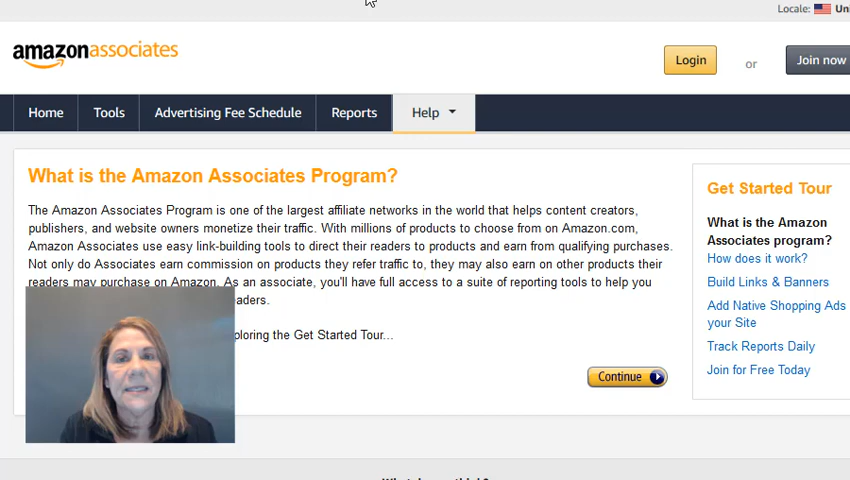 Locale:
amazonassociates
Login
or
Join now
Home
Tools
Advertising Fee Schedule
Reports
Help
What is the Amazon Associates Program?
The Amazon Associates Program is one of the largest affiliate networks in the world that helps content creators,
publishers, and website owners monetize their traffic. With millions of products to choose from on Amazon.com,
Amazon Associates use easy link-building tools to direct their readers to products and earn from qualifying purchases.
Not only do Associates earn commission on products they refer traffic to, they may also earn on other products their
readers may purchase on Amazon. As an associate, you'll have full access to a suite of reporting tools to help you
eaders.
ploring the Get Started Tour...
Continue
Get Started Tour
What is the Amazon
Associates program?
How does it work?
Build Links & Banners
Add Native Shopping Ads
your Site
Track Reports Daily
Join for Free Today